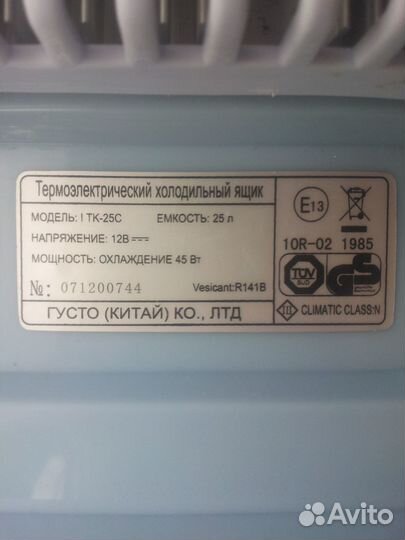 Термоэлектрический холодильный ящик
МОДЕЛЬ: I TK-25C ЕМКОСТЬ: 25 л
НАПРЯЖЕНИЕ: 12В
МОЩНОСТЬ: ОХЛАЖДЕНИЕ 45 Вт
№: 071200744 Vesicant:R141B
ГУСТО (КИТАЙ) КО., ЛТД
E13
10R-02 1985
TÜV
GS
III CLIMATIC CLASS:N
Avito